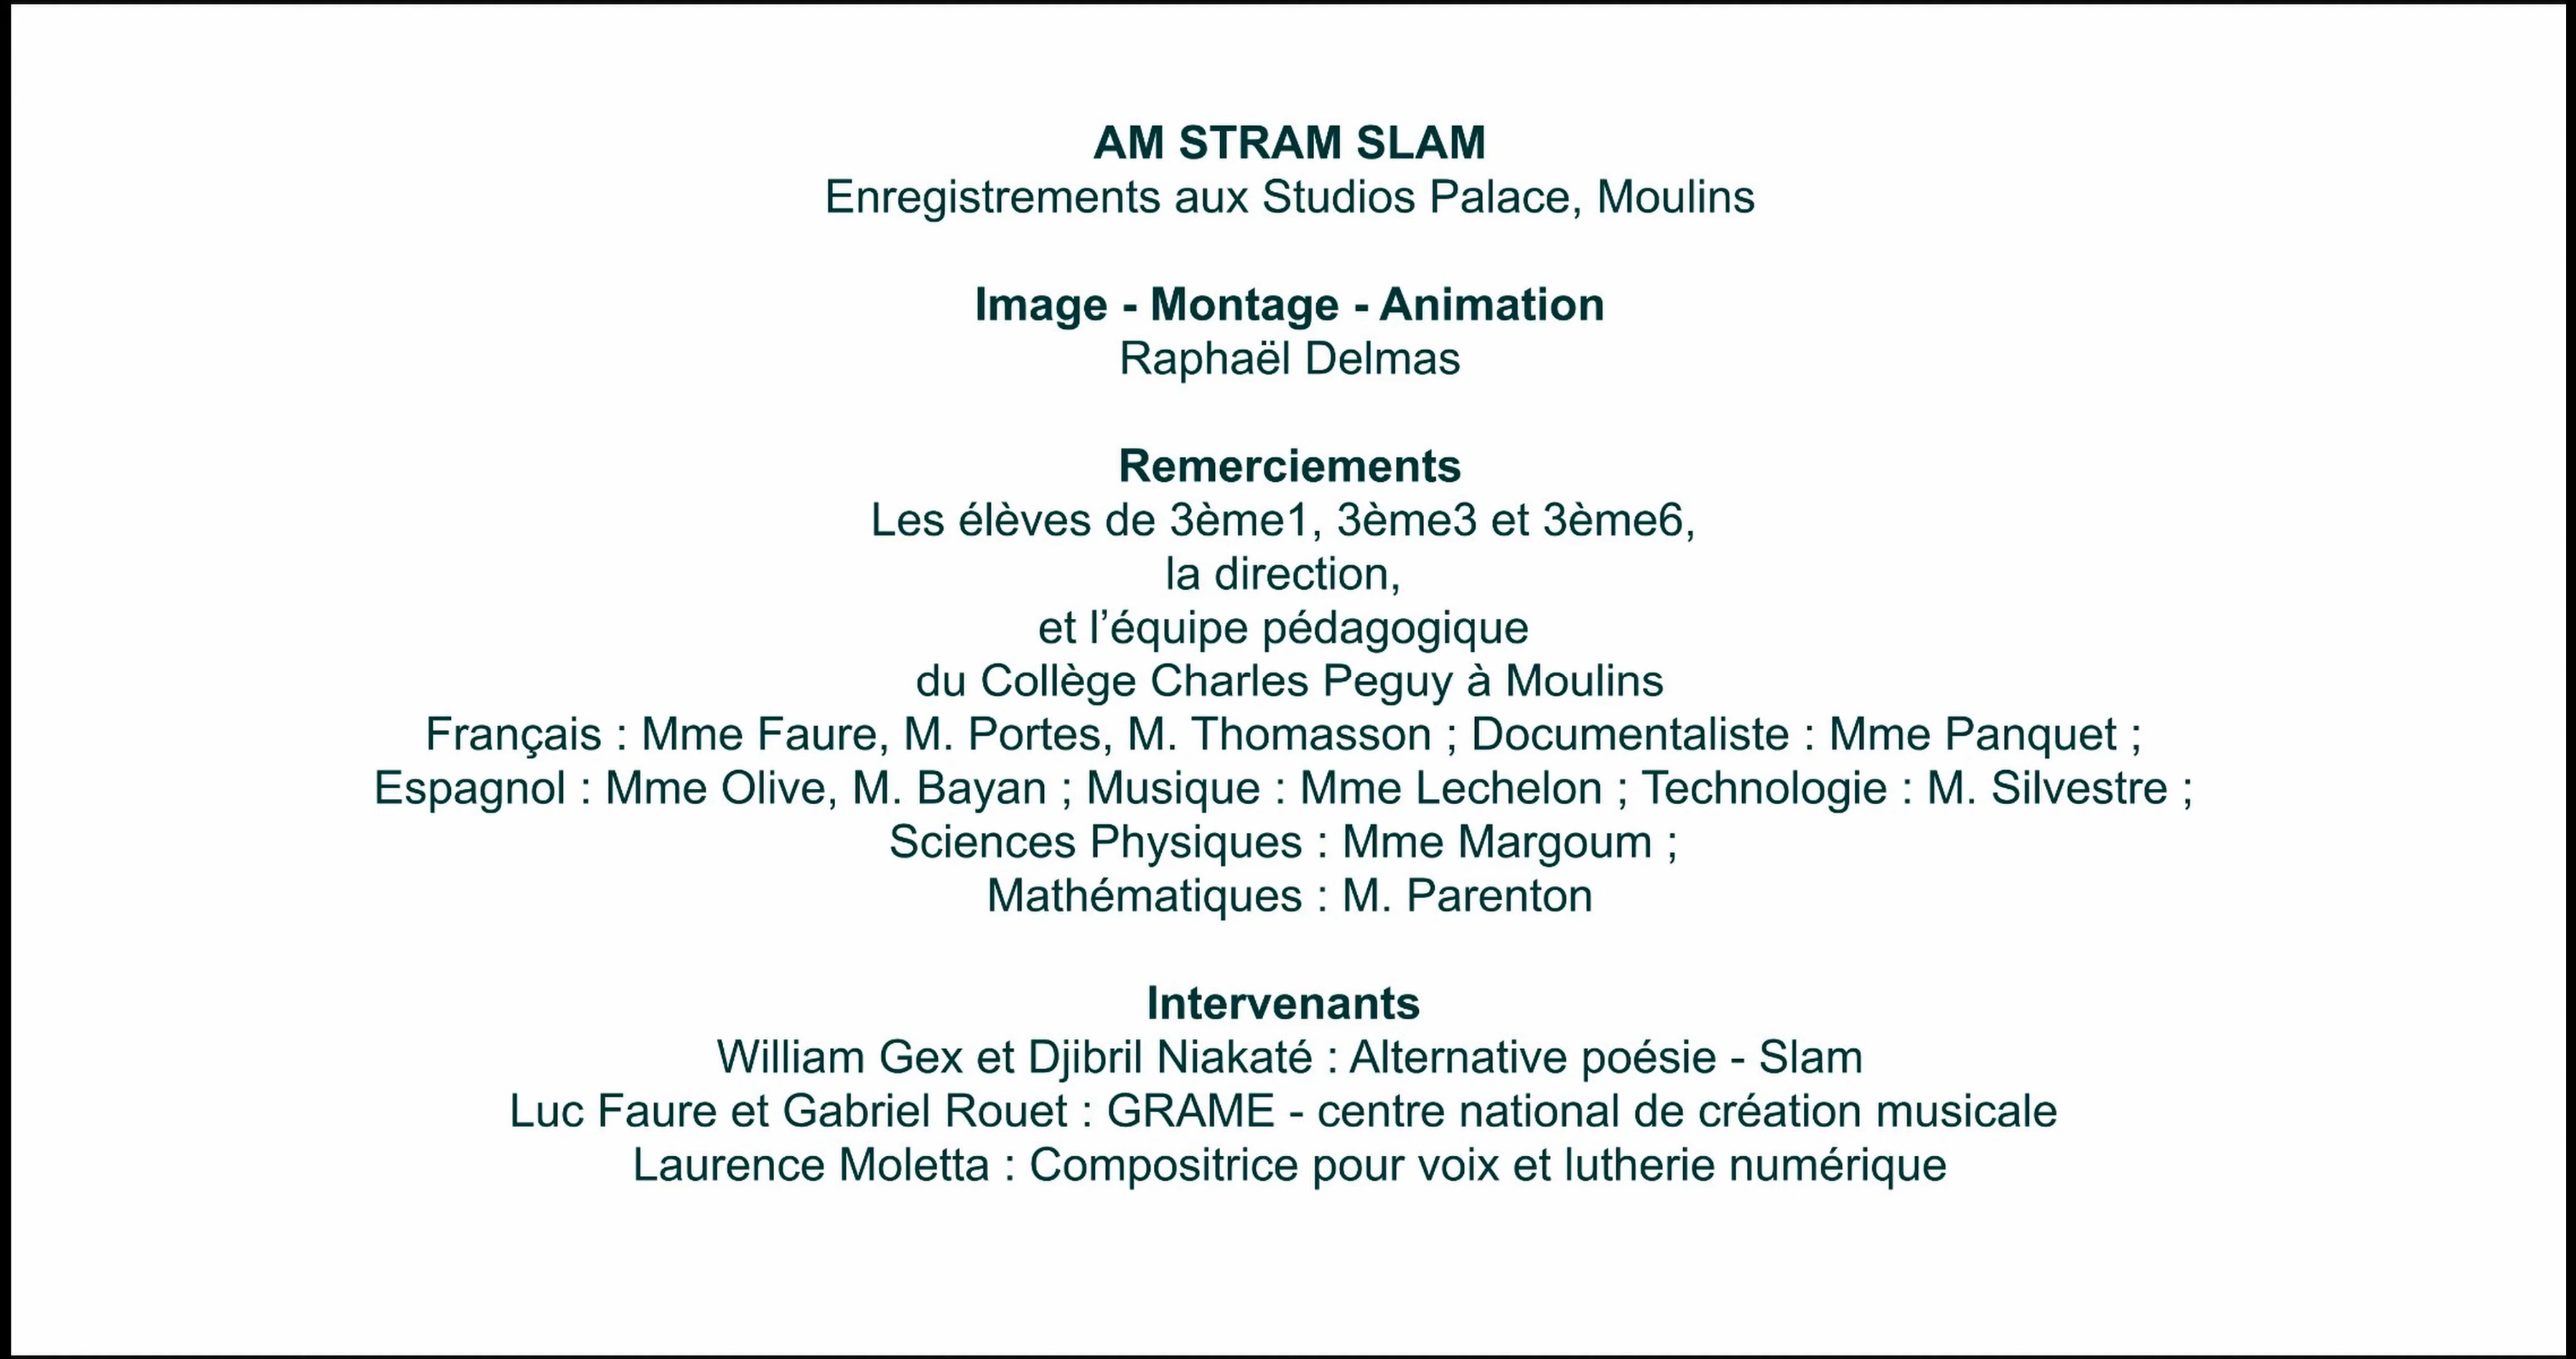 AM STRAM SLAM
Enregistrements aux Studios Palace, Moulins
Image - Montage - Animation
Raphaël Delmas
Remerciements
Les élèves de 3ème1, 3ème3 et 3ème6,
la direction,
et l’équipe pédagogique
du Collège Charles Peguy à Moulins
Français : Mme Faure, M. Portes, M. Thomasson ; Documentaliste : Mme Panquet ;
Espagnol : Mme Olive, M. Bayan ; Musique : Mme Lechelon ; Technologie : M. Silvestre ;
Sciences Physiques : Mme Margoum ;
Mathématiques : M. Parenton
Intervenants
William Gex et Djibril Niakaté : Alternative poésie - Slam
Luc Faure et Gabriel Rouet : GRAME - centre national de création musicale
Laurence Moletta : Compositrice pour voix et lutherie numérique